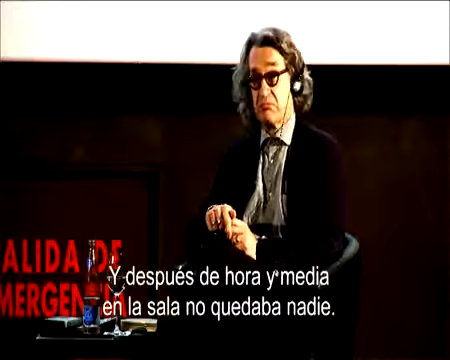 ALIDA DE
MERGEN
Y después de hora y media
en la sala no quedaba nadie.